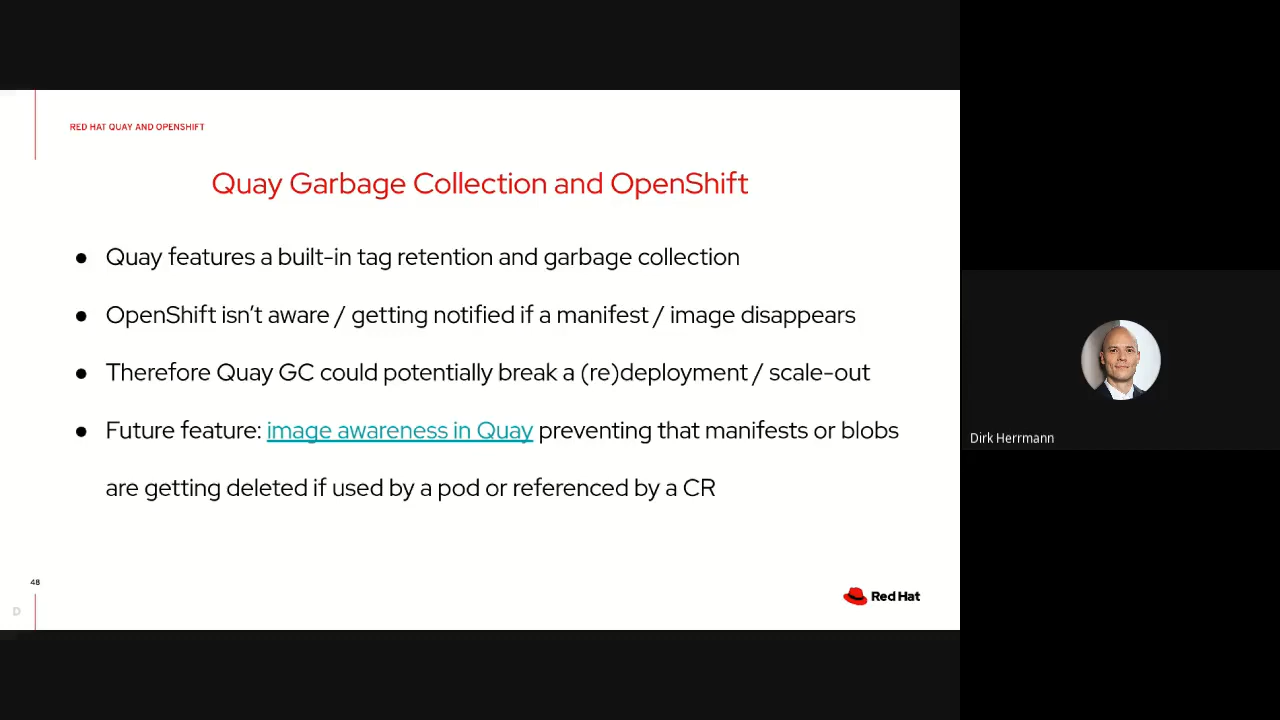 RED HAT QUAY AND OPENSHIFT
Quay Garbage Collection and OpenShift
● Quay features a built-in tag retention and garbage collection
● OpenShift isn’t aware / getting notified if a manifest / image disappears
● Therefore Quay GC could potentially break a (re)deployment / scale-out
● Future feature: image awareness in Quay preventing that manifests or blobs
are getting deleted if used by a pod or referenced by a CR
48
D
Red Hat
Dirk Herrmann